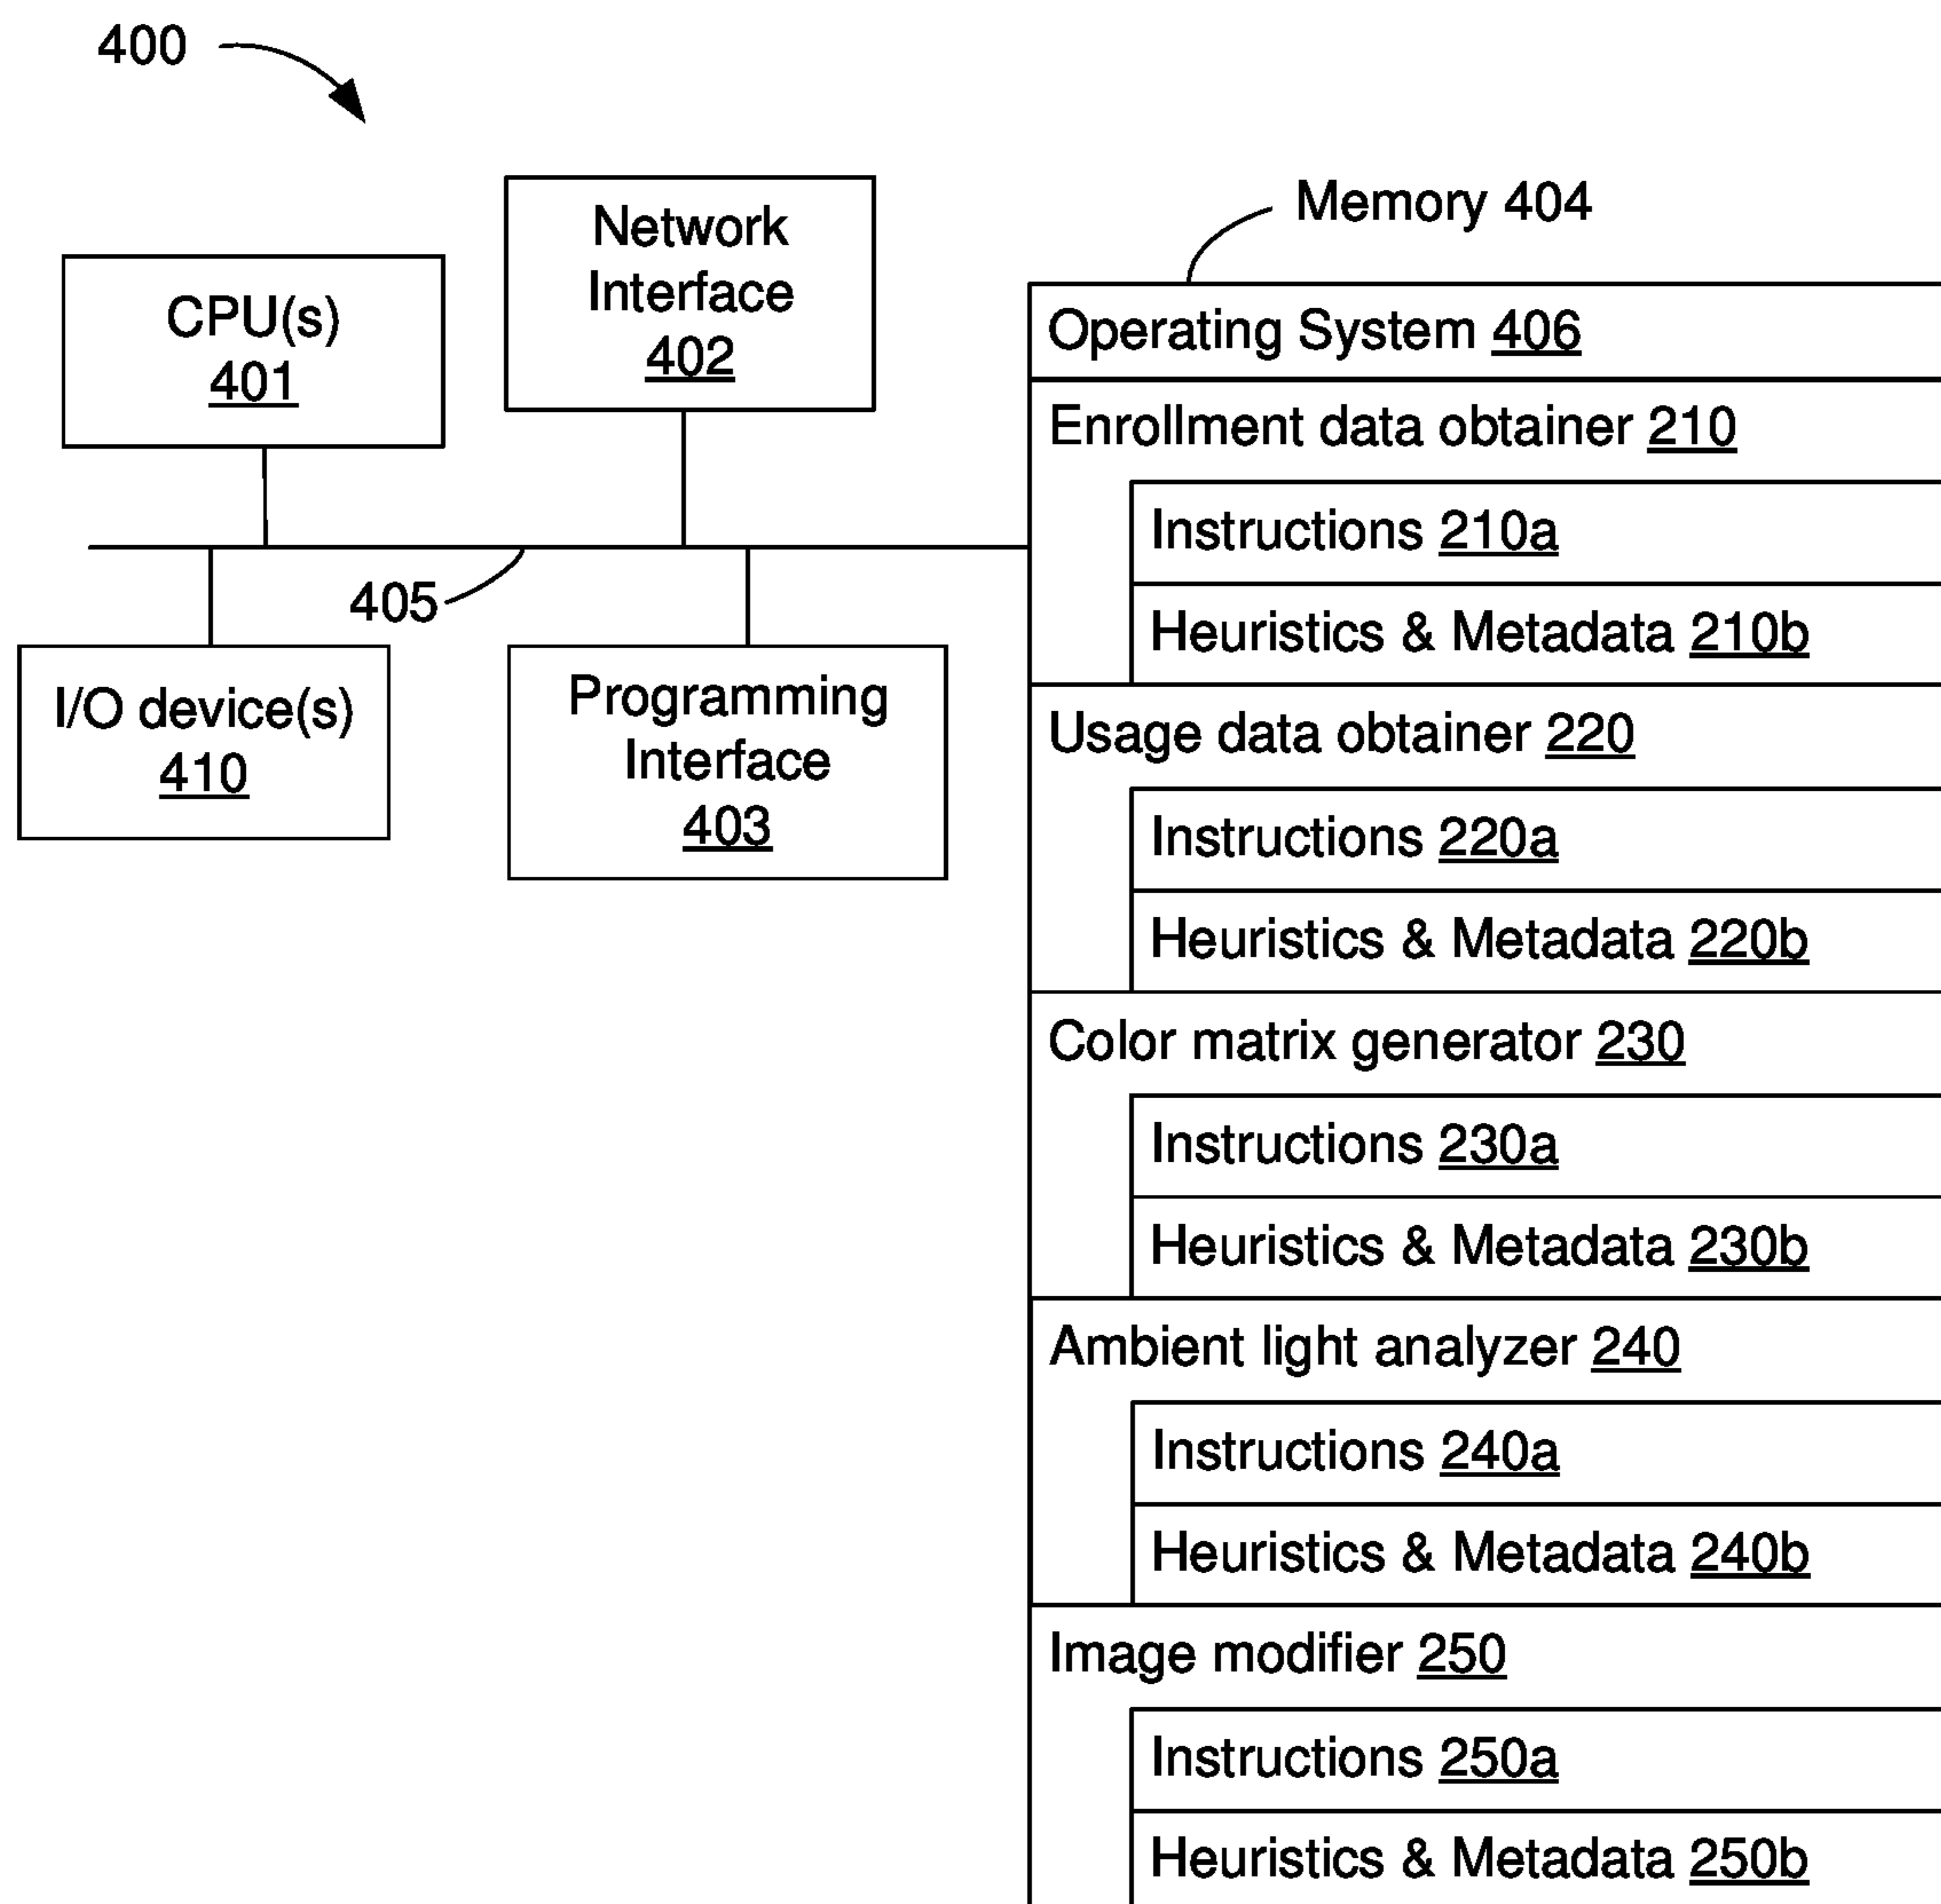 400
Network
Interface
402
CPU(s)
401
405
I/O device(s)
410
Programming
Interface
403
Memory 404
Operating System 406
Enrollment data obtainer 210
Instructions 210a
Heuristics & Metadata 210b
Usage data obtainer 220
Instructions 220a
Heuristics & Metadata 220b
Color matrix generator 230
Instructions 230a
Heuristics & Metadata 230b
Ambient light analyzer 240
Instructions 240a
Heuristics & Metadata 240b
Image modifier 250
Instructions 250a
Heuristics & Metadata 250b